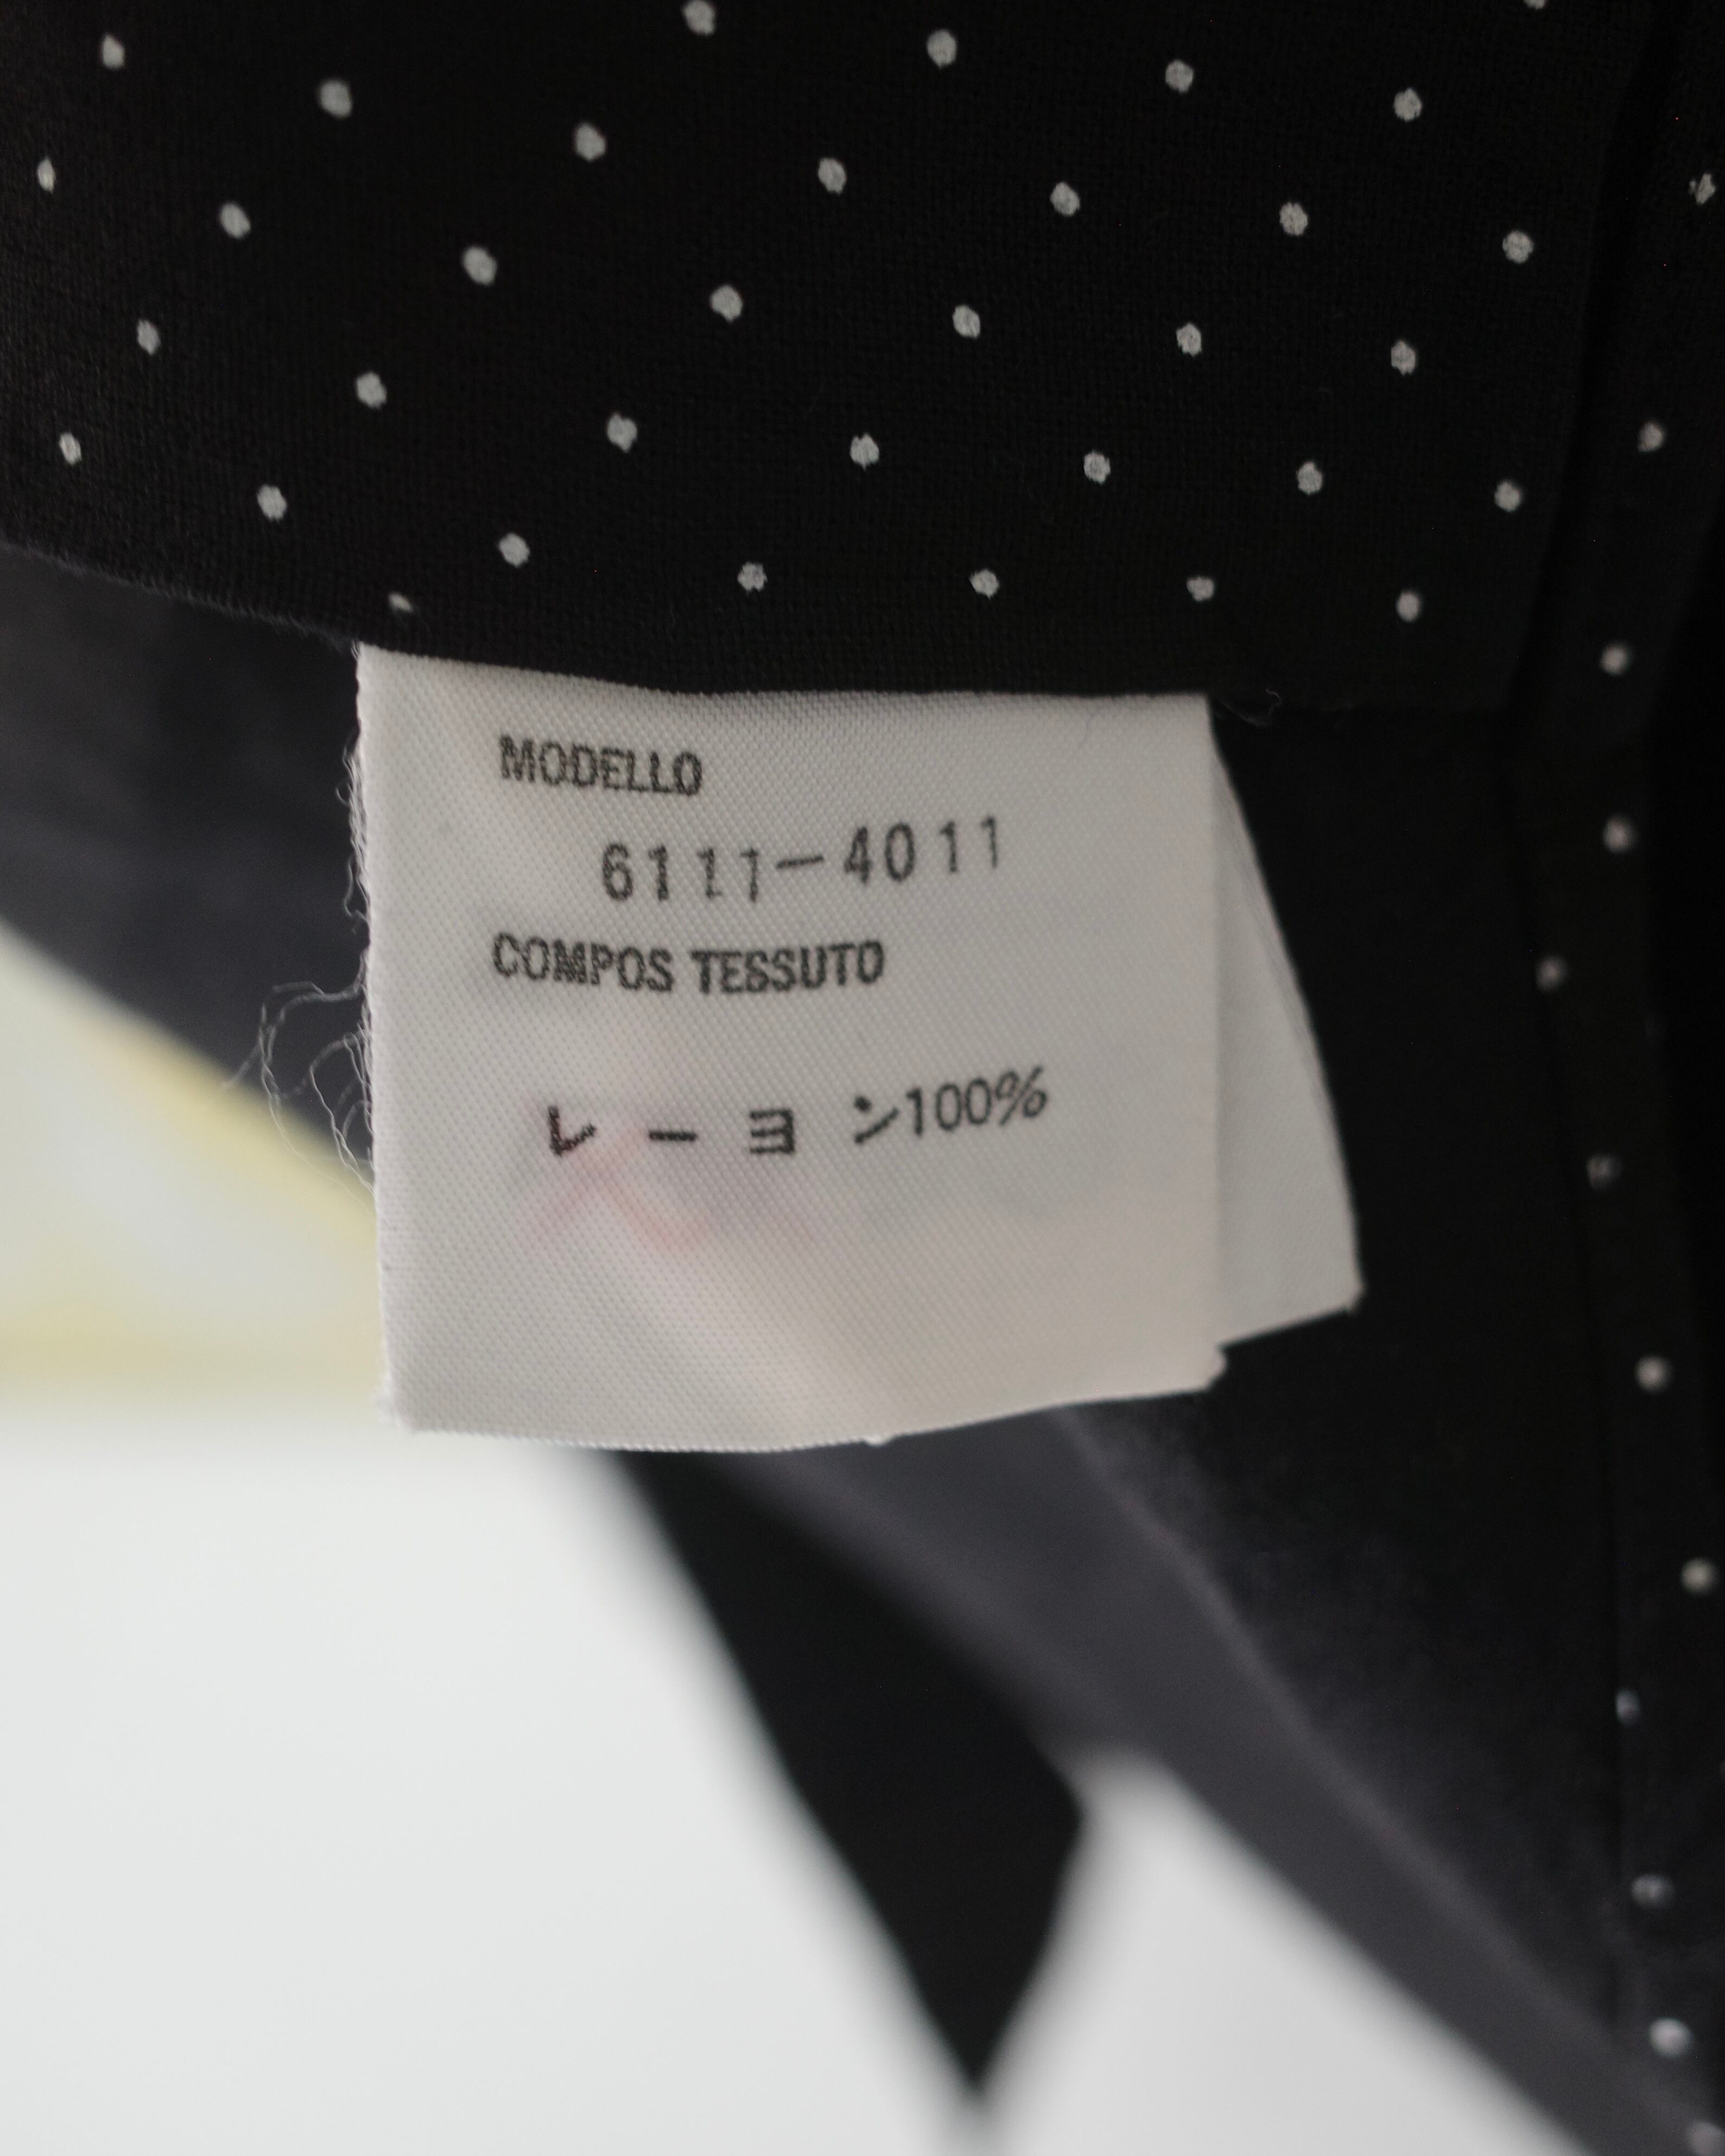 MODELLO
6111-4011
COMPOS TESSUTO
レーヨン100%